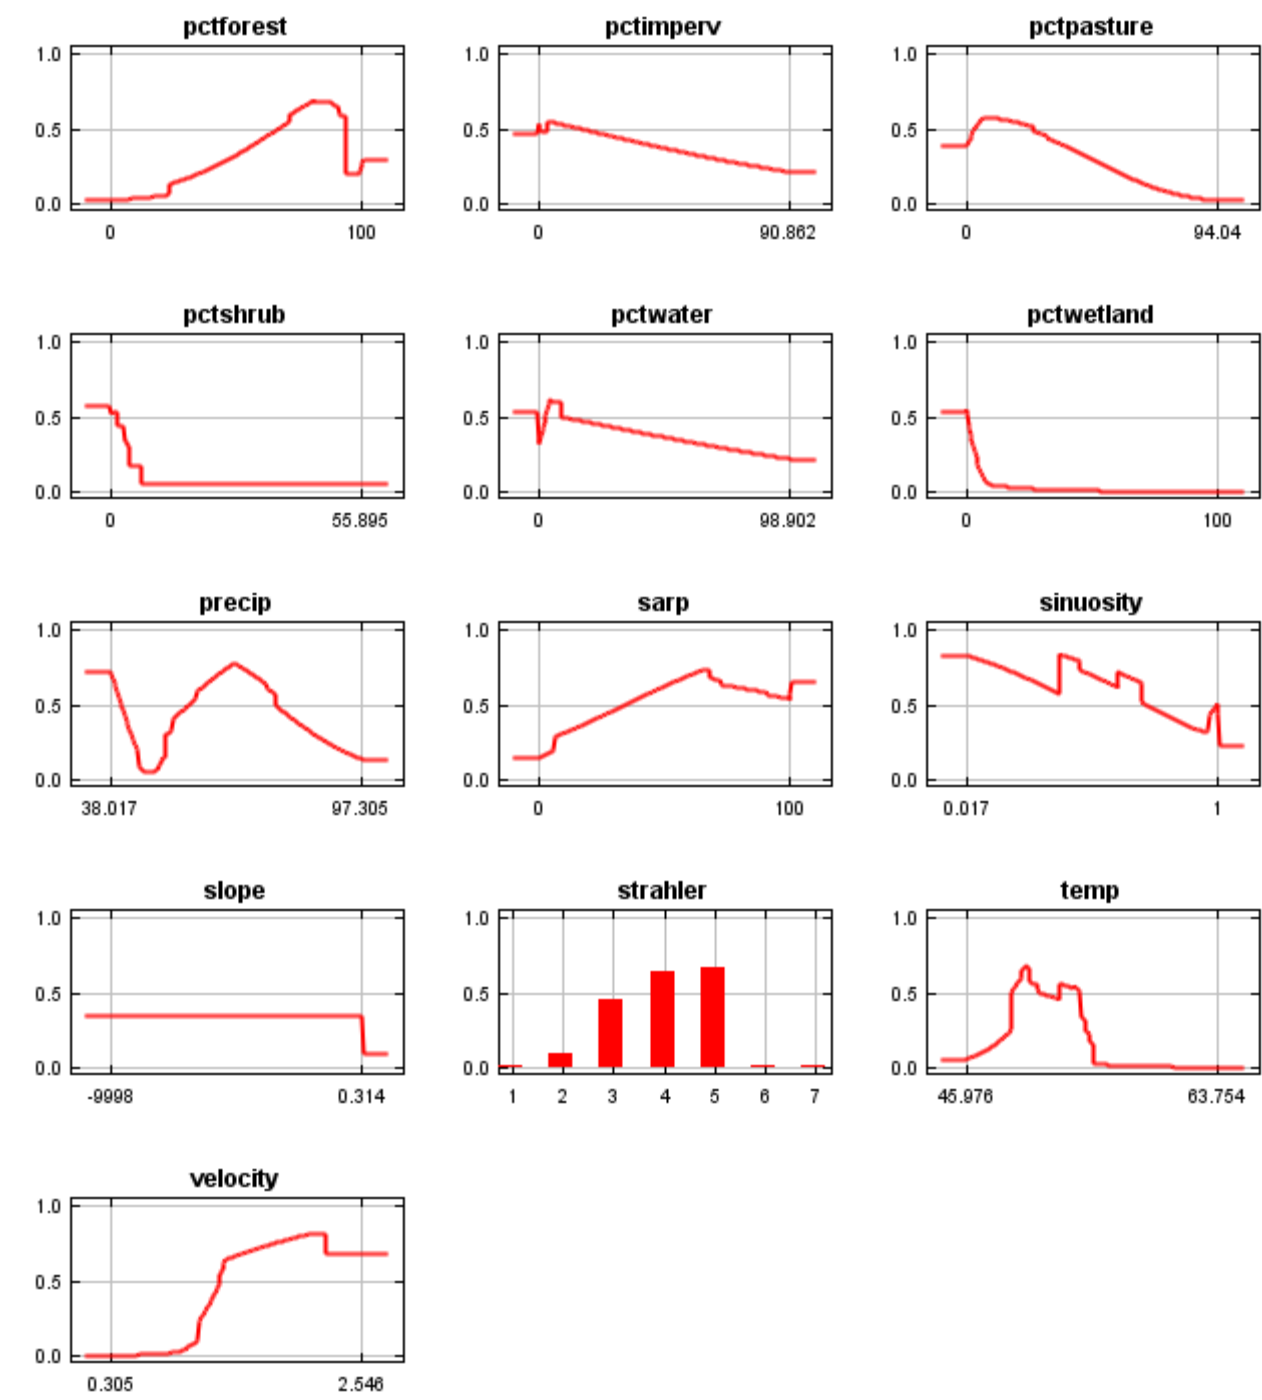 pctforest pctimperv pctpasture
1.0 1.0 1.0
0.5 0.5 0.5
0.0 0.0 0.0
0 100 0 90.862 0 94.04
pctshrub pctwater pctwetland
1.0 1.0 1.0
0.5 0.5 0.5
0.0 0.0 0.0
0 55.895 0 98.902 0 100
precip sarp sinuosity
1.0 1.0 1.0
0.5 0.5 0.5
0.0 0.0 0.0
38.017 97.305 0 100 0.017 1
slope strahler temp
1.0 1.0 1.0
0.5 0.5 0.5
0.0 0.0 0.0
-9998 0.314 1 2 3 4 5 6 7 45.976 63.754
velocity
1.0
0.5
0.0
0.305 2.546